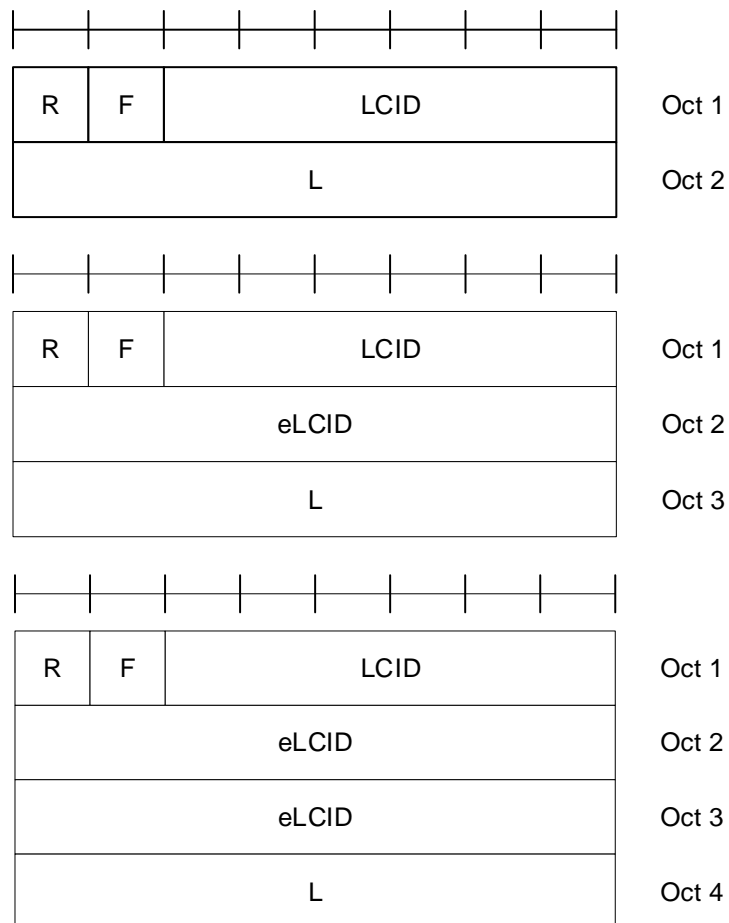 R F LCID Oct 1
L Oct 2
R F LCID Oct 1
eLCID Oct 2
L Oct 3
R F LCID Oct 1
eLCID Oct 2
eLCID Oct 3
L Oct 4